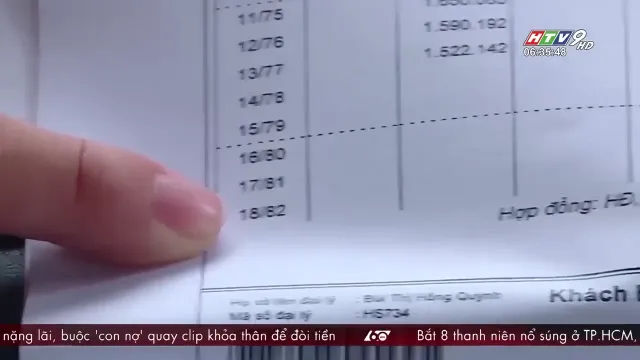 11/75
12/76 1.590.192
13/77 1.522.142
14/78
15/79
16/80
17/81
18/82
Hợp đồng: HĐ.
Bùi Thị Hồng Quỳnh
Mã số đại lý : HS734
Khách
HTV9 HD
06:35:48
nặng lãi, buộc 'con nợ' quay clip khỏa thân để đòi tiền
60
Bắt 8 thanh niên nổ súng ở TP.HCM,